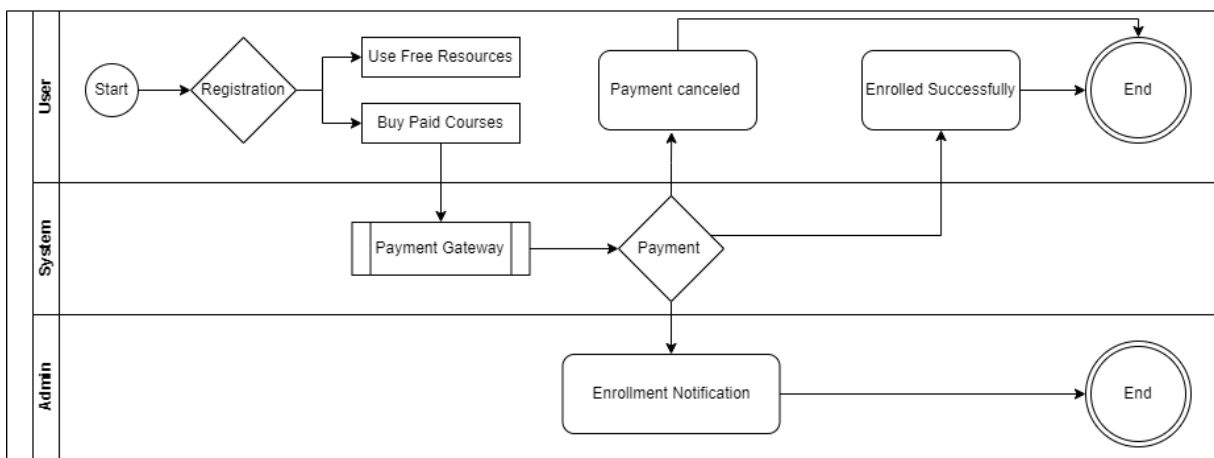 User
Start
Registration
Use Free Resources
Buy Paid Courses
Payment canceled
Enrolled Successfully
End
System
Payment Gateway
Payment
Admin
Enrollment Notification
End